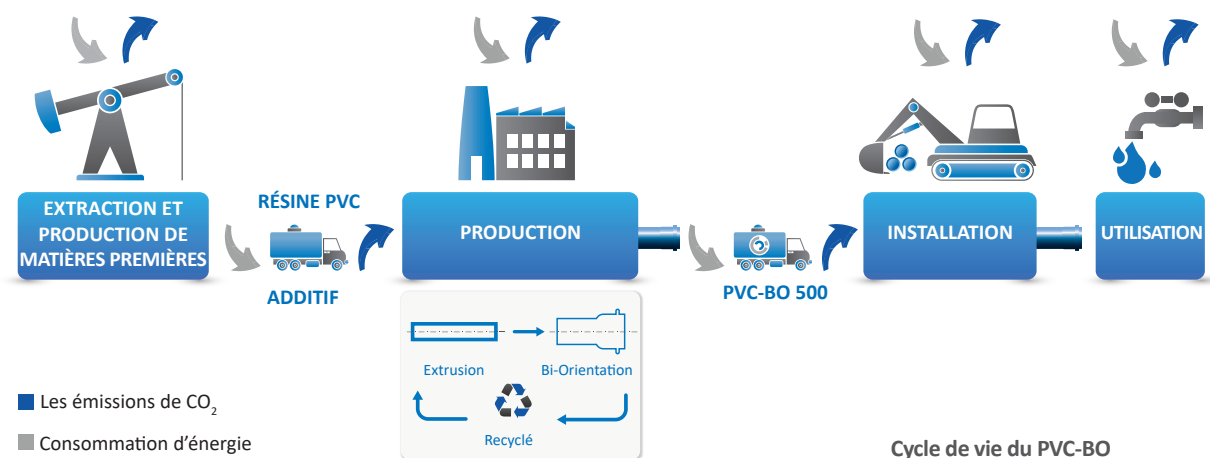 EXTRACTION ET
PRODUCTION DE
MATIÈRES PREMIÈRES
RÉSINE PVC
ADDITIF
PRODUCTION
PVC-BO 500
INSTALLATION
UTILISATION
Extrusion
Bi-Orientation
Recyclé
Les émissions de CO₂
Consommation d'énergie
Cycle de vie du PVC-BO